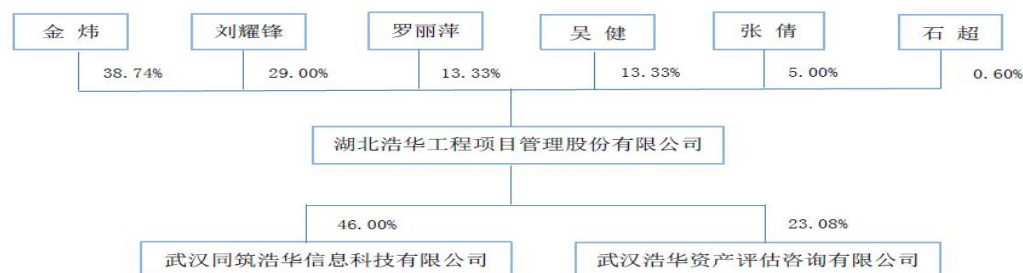 金 炜 刘耀锋 罗丽萍 吴 健 张 倩 石 超
38.74% 29.00% 13.33% 13.33% 5.00% 0.60%
湖北浩华工程项目管理股份有限公司
46.00% 23.08%
武汉同筑浩华信息科技有限公司 武汉浩华资产评估咨询有限公司